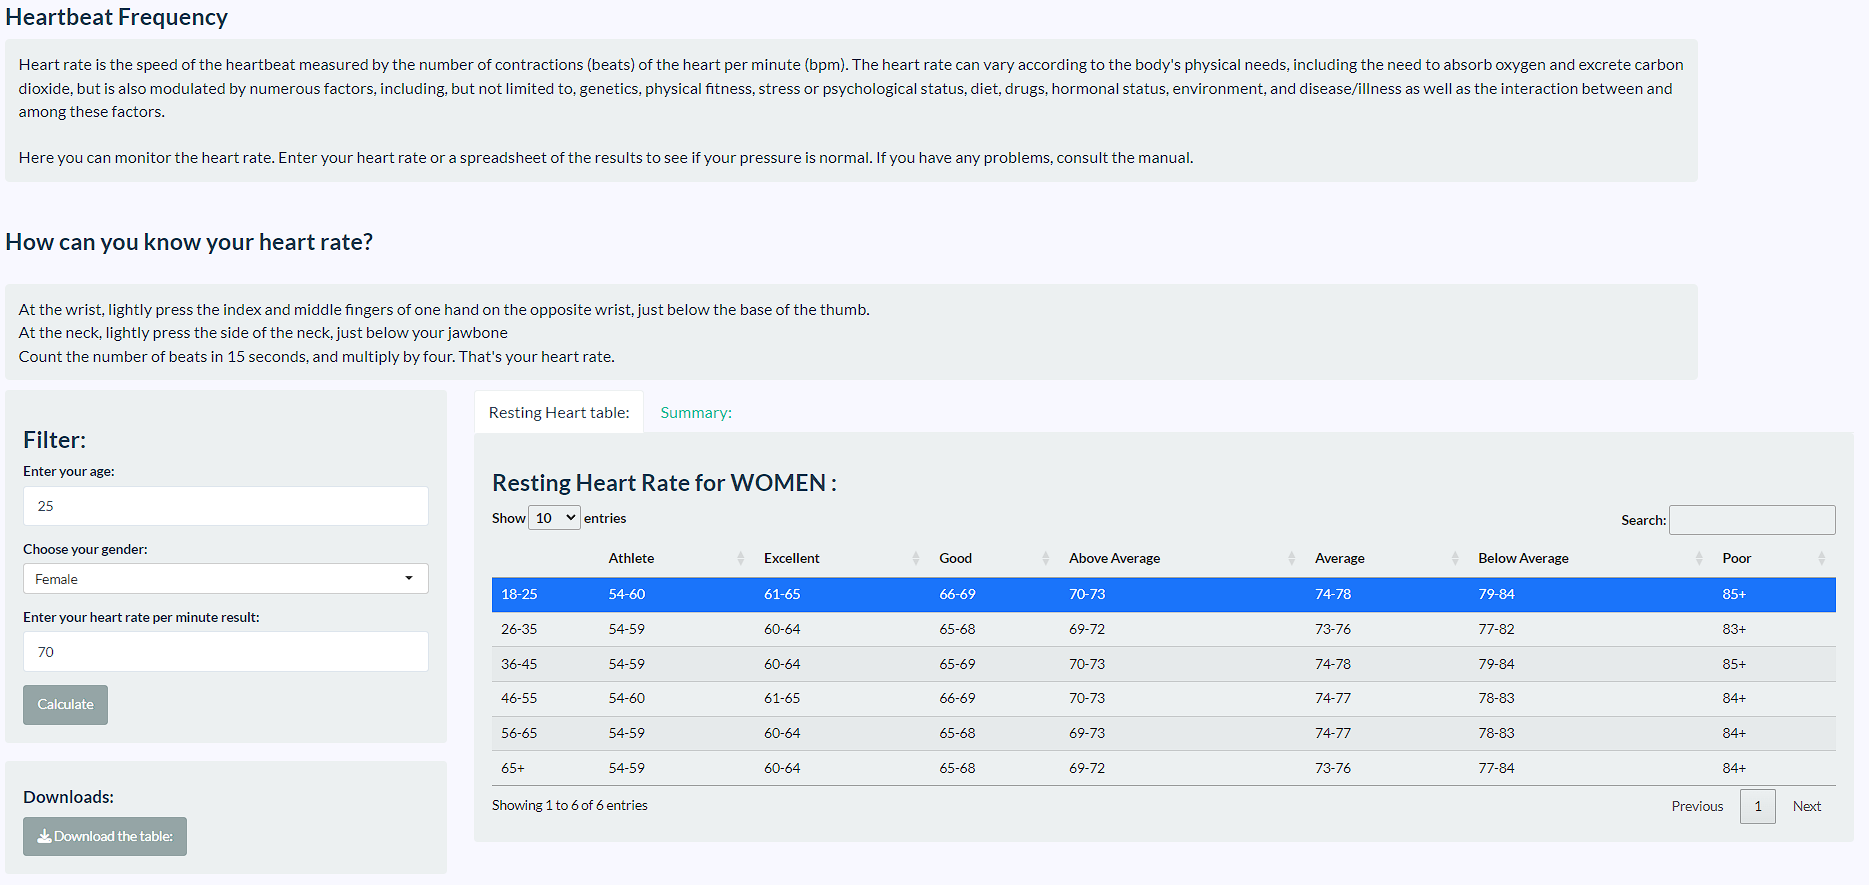 Heartbeat Frequency
Heart rate is the speed of the heartbeat measured by the number of contractions (beats) of the heart per minute (bpm). The heart rate can vary according to the body's physical needs, including the need to absorb oxygen and excrete carbon
dioxide, but is also modulated by numerous factors, including, but not limited to, genetics, physical fitness, stress or psychological status, diet, drugs, hormonal status, environment, and disease/illness as well as the interaction between and
among these factors.
Here you can monitor the heart rate. Enter your heart rate or a spreadsheet of the results to see if your pressure is normal. If you have any problems, consult the manual.
How can you know your heart rate?
At the wrist, lightly press the index and middle fingers of one hand on the opposite wrist, just below the base of the thumb.
At the neck, lightly press the side of the neck, just below your jawbone
Count the number of beats in 15 seconds, and multiply by four. That's your heart rate.
Filter:
Enter your age:
25
Choose your gender:
Female
Enter your heart rate per minute result:
70
Calculate
Downloads:
Download the table:
Resting Heart table: Summary:
Resting Heart Rate for WOMEN :
Show 10 entries Search:
Athlete Excellent Good Above Average Average Below Average Poor
18-25 54-60 61-65 66-69 70-73 74-78 79-84 85+
26-35 54-59 60-64 65-68 69-72 73-76 77-82 83+
36-45 54-59 60-64 65-69 70-73 74-78 79-84 85+
46-55 54-60 61-65 66-69 70-73 74-77 78-83 84+
56-65 54-59 60-64 65-68 69-73 74-77 78-83 84+
65+ 54-59 60-64 65-68 69-72 73-76 77-84 84+
Showing 1 to 6 of 6 entries Previous 1 Next